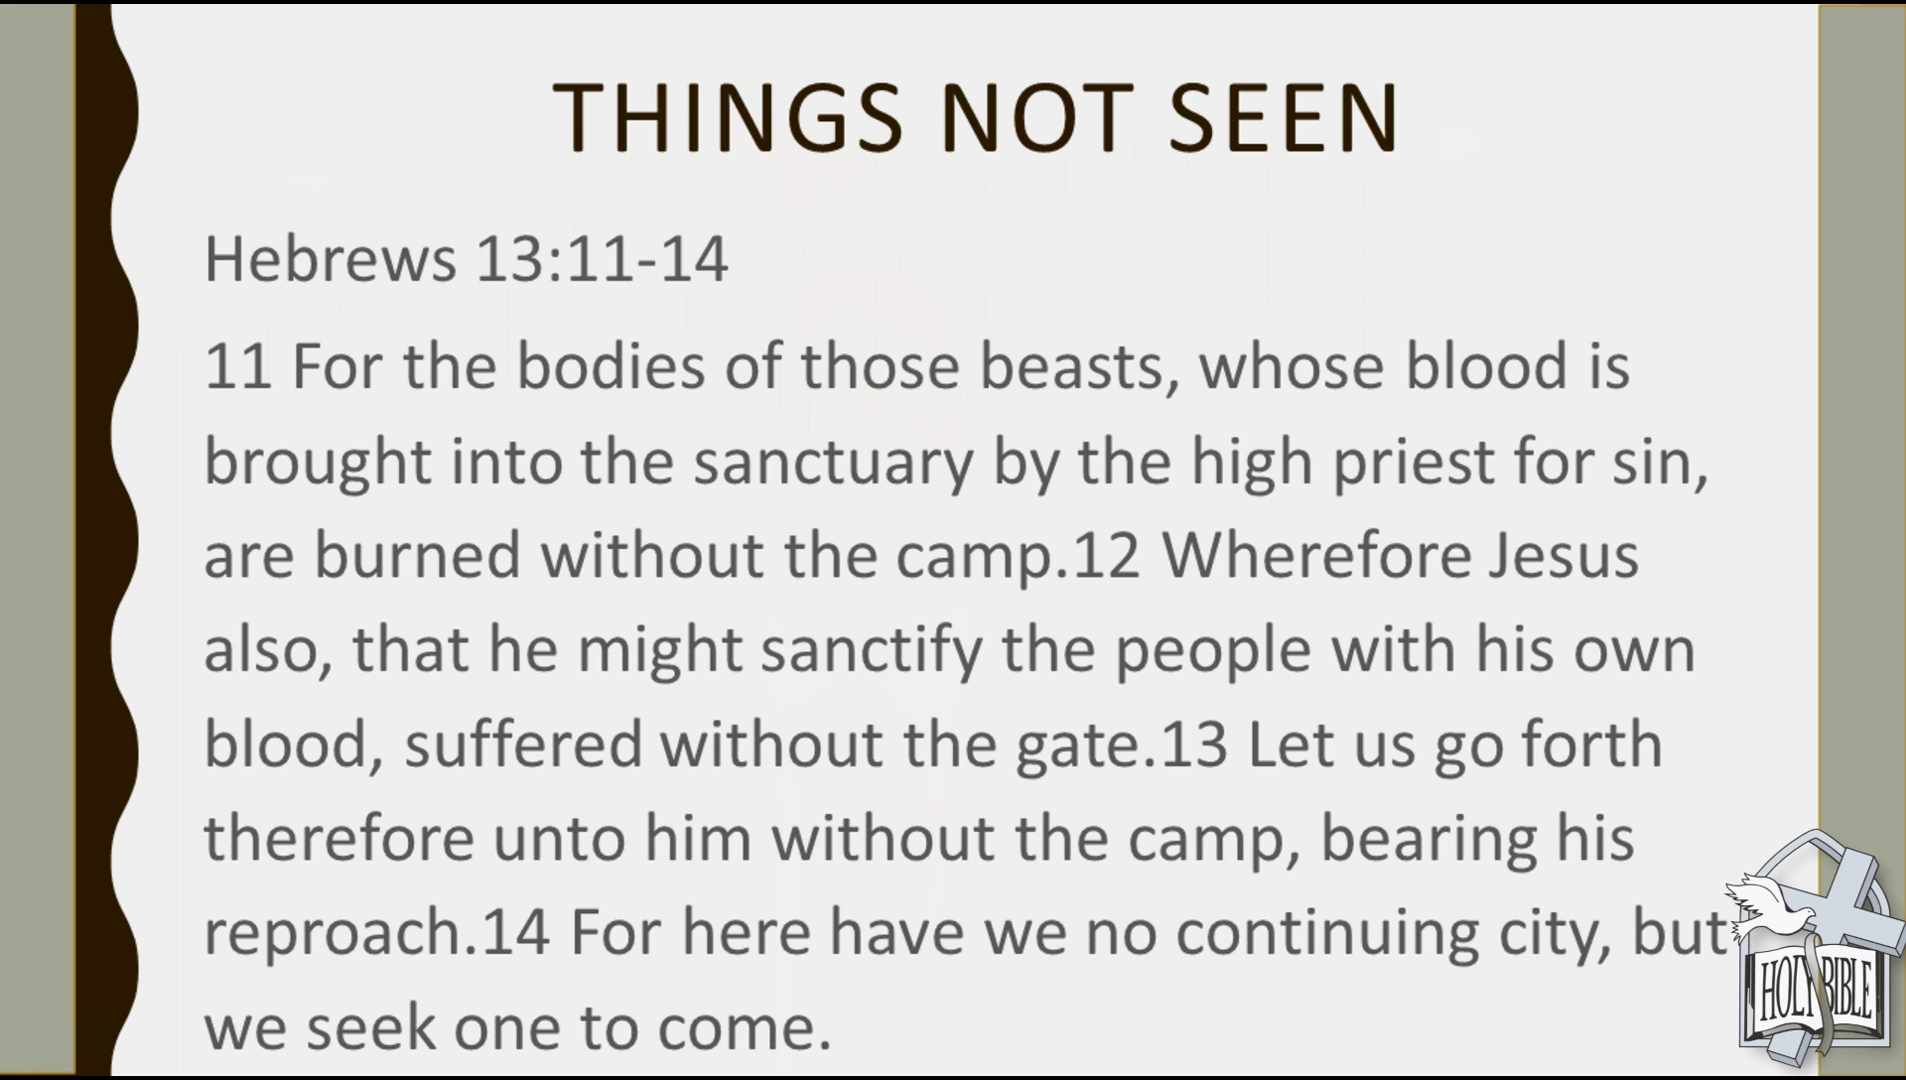 THINGS NOT SEEN
Hebrews 13:11-14
11 For the bodies of those beasts, whose blood is
brought into the sanctuary by the high priest for sin,
are burned without the camp.12 Wherefore Jesus
also, that he might sanctify the people with his own
blood, suffered without the gate.13 Let us go forth
therefore unto him without the camp, bearing his
reproach.14 For here have we no continuing city, but
we seek one to come.
HOLY BIBLE